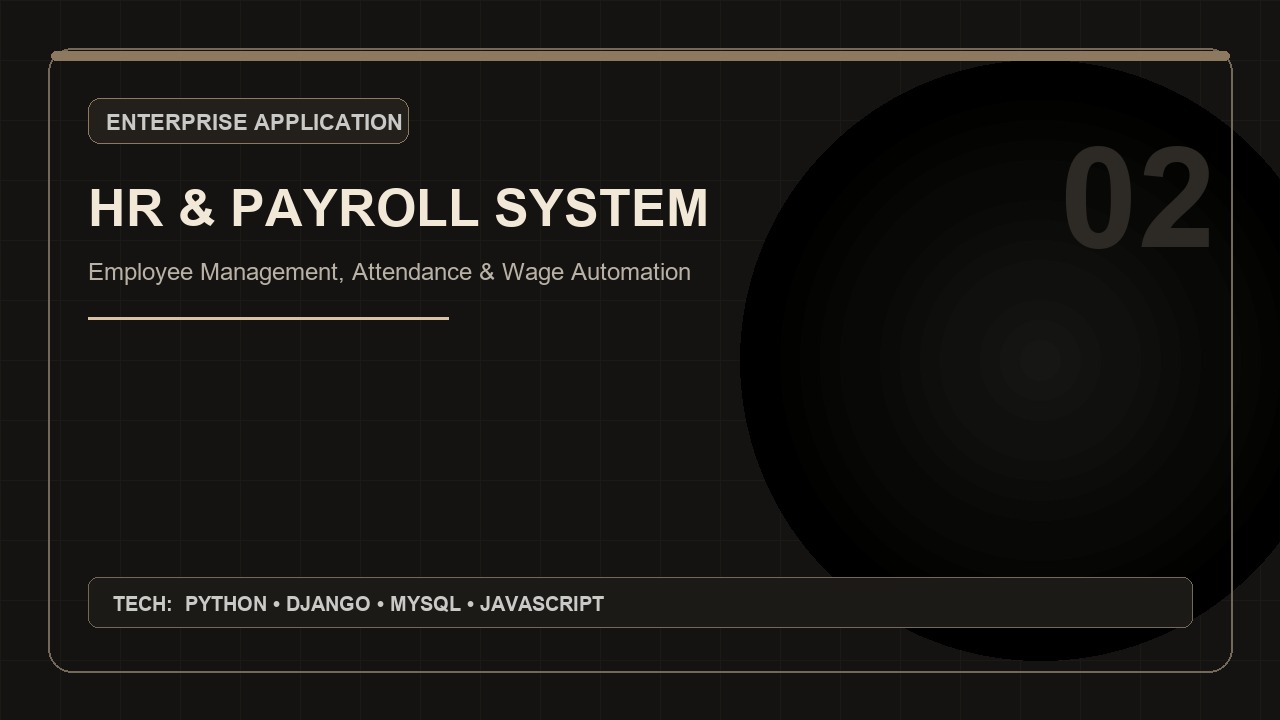 ENTERPRISE APPLICATION
02
HR & PAYROLL SYSTEM
Employee Management, Attendance & Wage Automation
TECH:  PYTHON • DJANGO • MYSQL • JAVASCRIPT